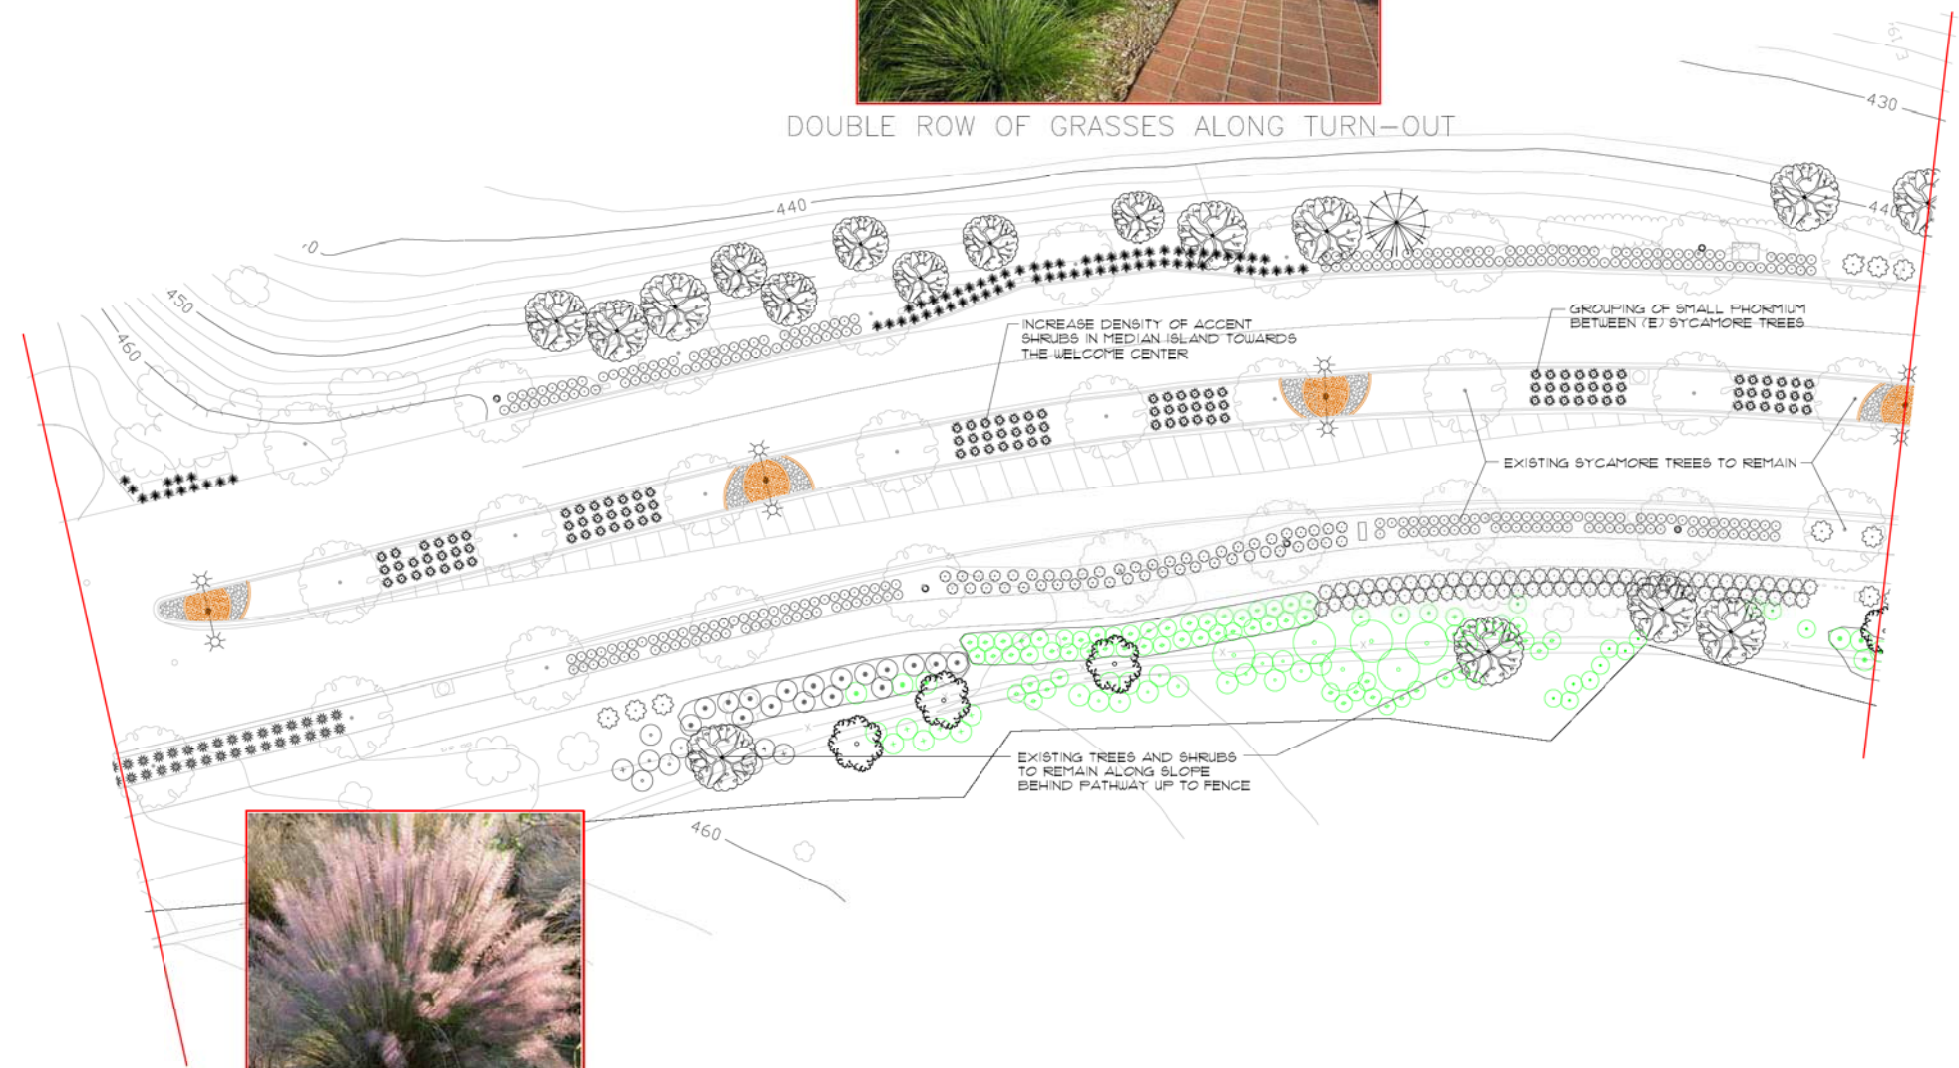 E 19,
430
DOUBLE ROW OF GRASSES ALONG TURN-OUT
440
440
450
460
INCREASE DENSITY OF ACCENT
SHRUBS IN MEDIAN ISLAND TOWARDS
THE WELCOME CENTER
GROUPING OF SMALL PHORMIUM
BETWEEN (E) SYCAMORE TREES
EXISTING SYCAMORE TREES TO REMAIN
EXISTING TREES AND SHRUBS
TO REMAIN ALONG SLOPE
BEHIND PATHWAY UP TO FENCE
460